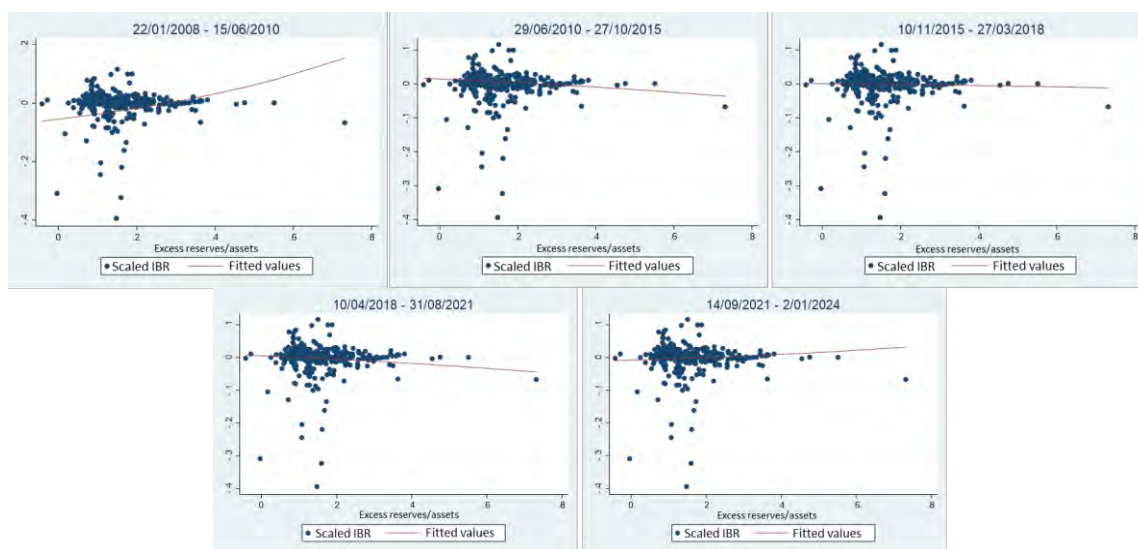 22/01/2008 - 15/06/2010
.2
.1
0
-.1
-.2
-.3
-.4
0
.2
.4
.6
.8
Excess reserves/assets
Scaled IBR
Fitted values
29/06/2010 - 27/10/2015
.1
0
-.1
-.2
-.3
-.4
0
.2
.4
.6
.8
Excess reserves/assets
Scaled IBR
Fitted values
10/11/2015 - 27/03/2018
.1
0
-.1
-.2
-.3
-.4
0
.2
.4
.6
.8
Excess reserves/assets
Scaled IBR
Fitted values
10/04/2018 - 31/08/2021
.1
0
-.1
-.2
-.3
-.4
0
.2
.4
.6
.8
Excess reserves/assets
Scaled IBR
Fitted values
14/09/2021 - 2/01/2024
.1
0
-.1
-.2
-.3
-.4
0
.2
.4
.6
.8
Excess reserves/assets
Scaled IBR
Fitted values